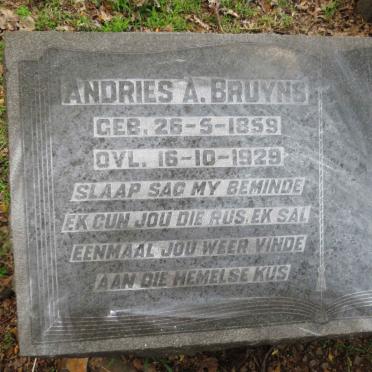 ANDRIES A. BRUYNS
GEB. 26-5-1859
OVL. 16-10-1929
SLAAP SAG MY BEMINDE
EK GUN JOU DIE RUS, EK SAL
EENMAAL JOU WEER VINDE
AAN DIE HEMELSE KUS